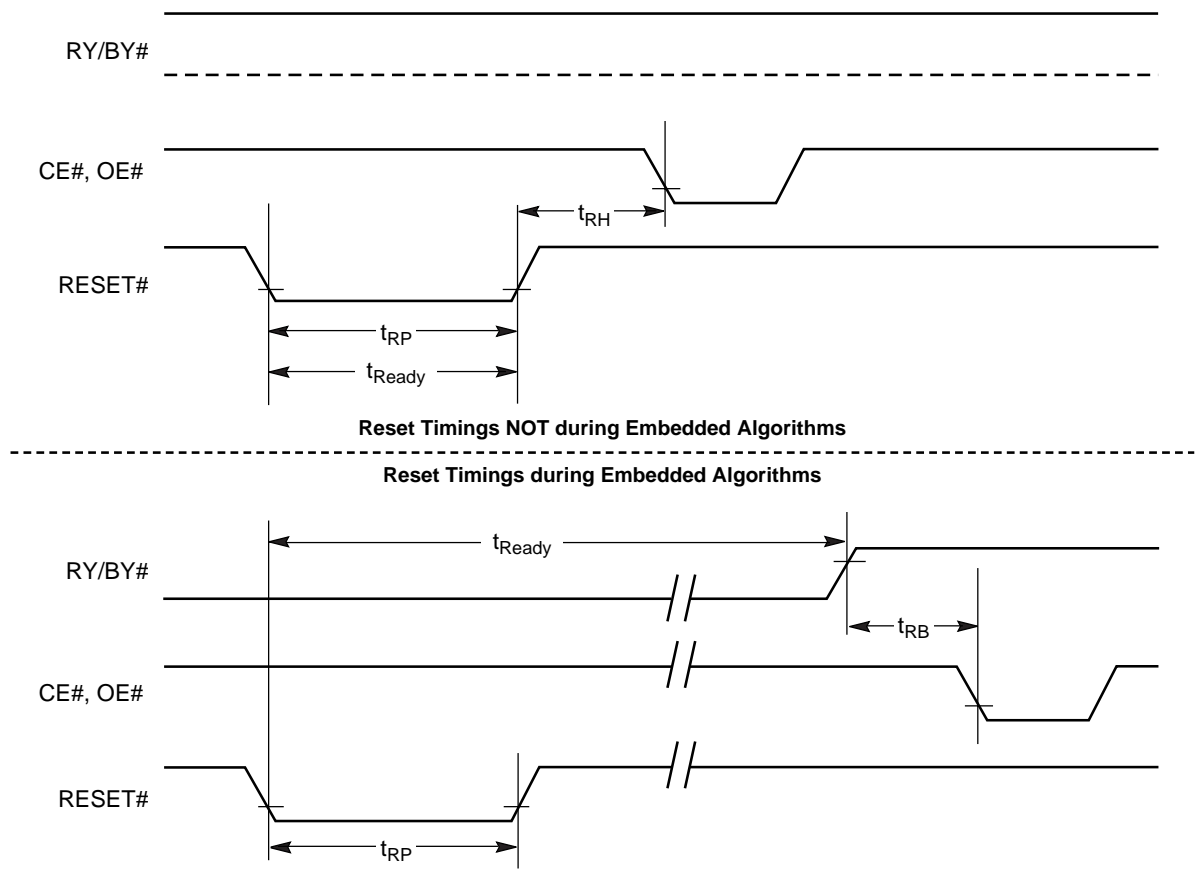 RY/BY#
CE#, OE#
tRH
RESET#
tRP
tReady
Reset Timings NOT during Embedded Algorithms
Reset Timings during Embedded Algorithms
tReady
RY/BY#
tRB
CE#, OE#
RESET#
tRP